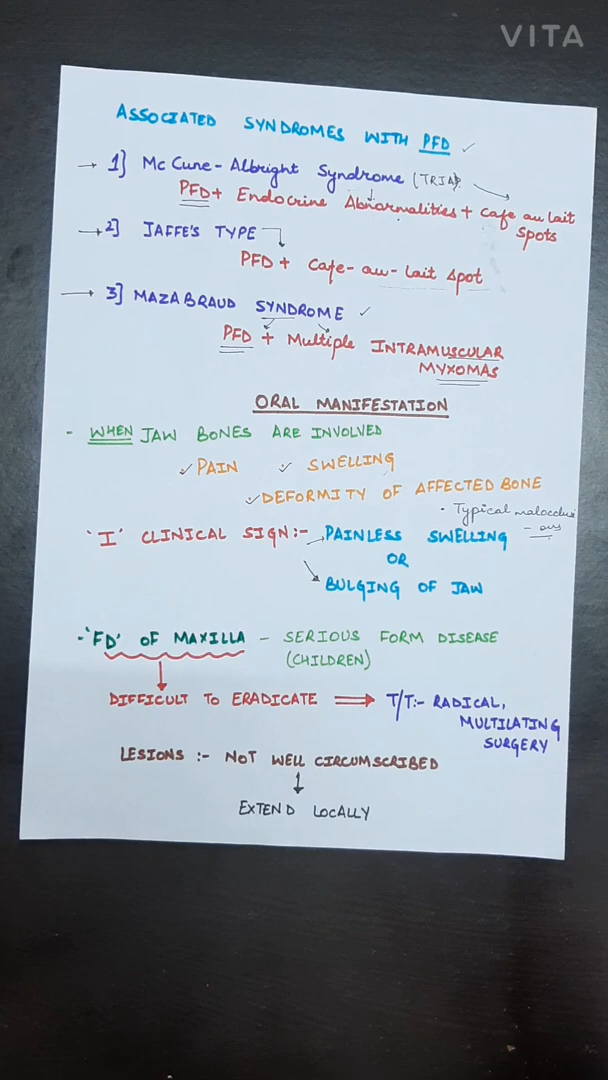 VITA
ASSOCIATED SYNDROMES WITH PFD ✓
→ 1] Mc Cune-Albright Syndrome (TRIAD)
PFD + Endocrine Abnormalities + Cafe au lait
Spots
→ 2] JAFFE'S TYPE
PFD + Cafe-au-Lait Spot
→ 3] MAZABRAUD SYNDROME ✓
PFD + Multiple INTRAMUSCULAR
MYXOMAS
ORAL MANIFESTATION
- WHEN JAW BONES ARE INVOLVED
✓ PAIN ✓ SWELLING
✓ DEFORMITY OF AFFECTED BONE
• Typical
'I' CLINICAL SIGN:- PAINLESS SWELLING
OR
BULGING OF JAW
-'FD' OF MAXILLA - SERIOUS FORM DISEASE
(CHILDREN)
DIFFICULT TO ERADICATE ⇒ T/T:- RADICAL,
MULTILATING
SURGERY
LESIONS :- NOT WELL CIRCUMSCRIBED
↓
EXTEND LOCALLY